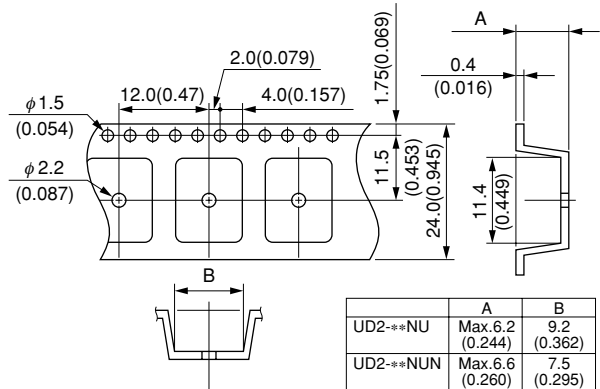 A
2.0(0.079)
1.75(0.069)
12.0(0.47)
4.0(0.157)
0.4
(0.016)
φ1.5
(0.054)
φ2.2
(0.087)
11.5
(0.453)
24.0(0.945)
11.4
(0.449)
B
A B
UD2-**NU Max.6.2 9.2
(0.244) (0.362)
UD2-**NUN Max.6.6 7.5
(0.260) (0.295)